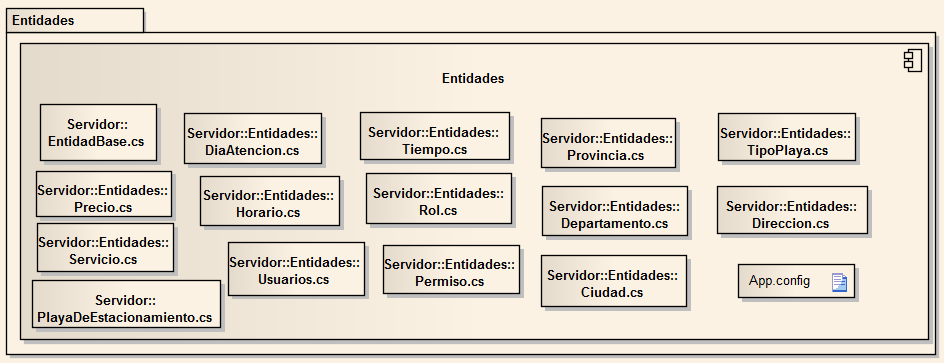 Entidades
Entidades
Servidor::
EntidadBase.cs
Servidor::Entidades::
DiaAtencion.cs
Servidor::Entidades::
Tiempo.cs
Servidor::Entidades::
Provincia.cs
Servidor::Entidades::
TipoPlaya.cs
Servidor::Entidades::
Precio.cs
Servidor::Entidades::
Horario.cs
Servidor::Entidades::
Rol.cs
Servidor::Entidades::
Departamento.cs
Servidor::Entidades::
Direccion.cs
Servidor::Entidades::
Servicio.cs
Servidor::Entidades::
Usuarios.cs
Servidor::Entidades::
Permiso.cs
Servidor::Entidades::
Ciudad.cs
App.config
Servidor::
PlayaDeEstacionamiento.cs